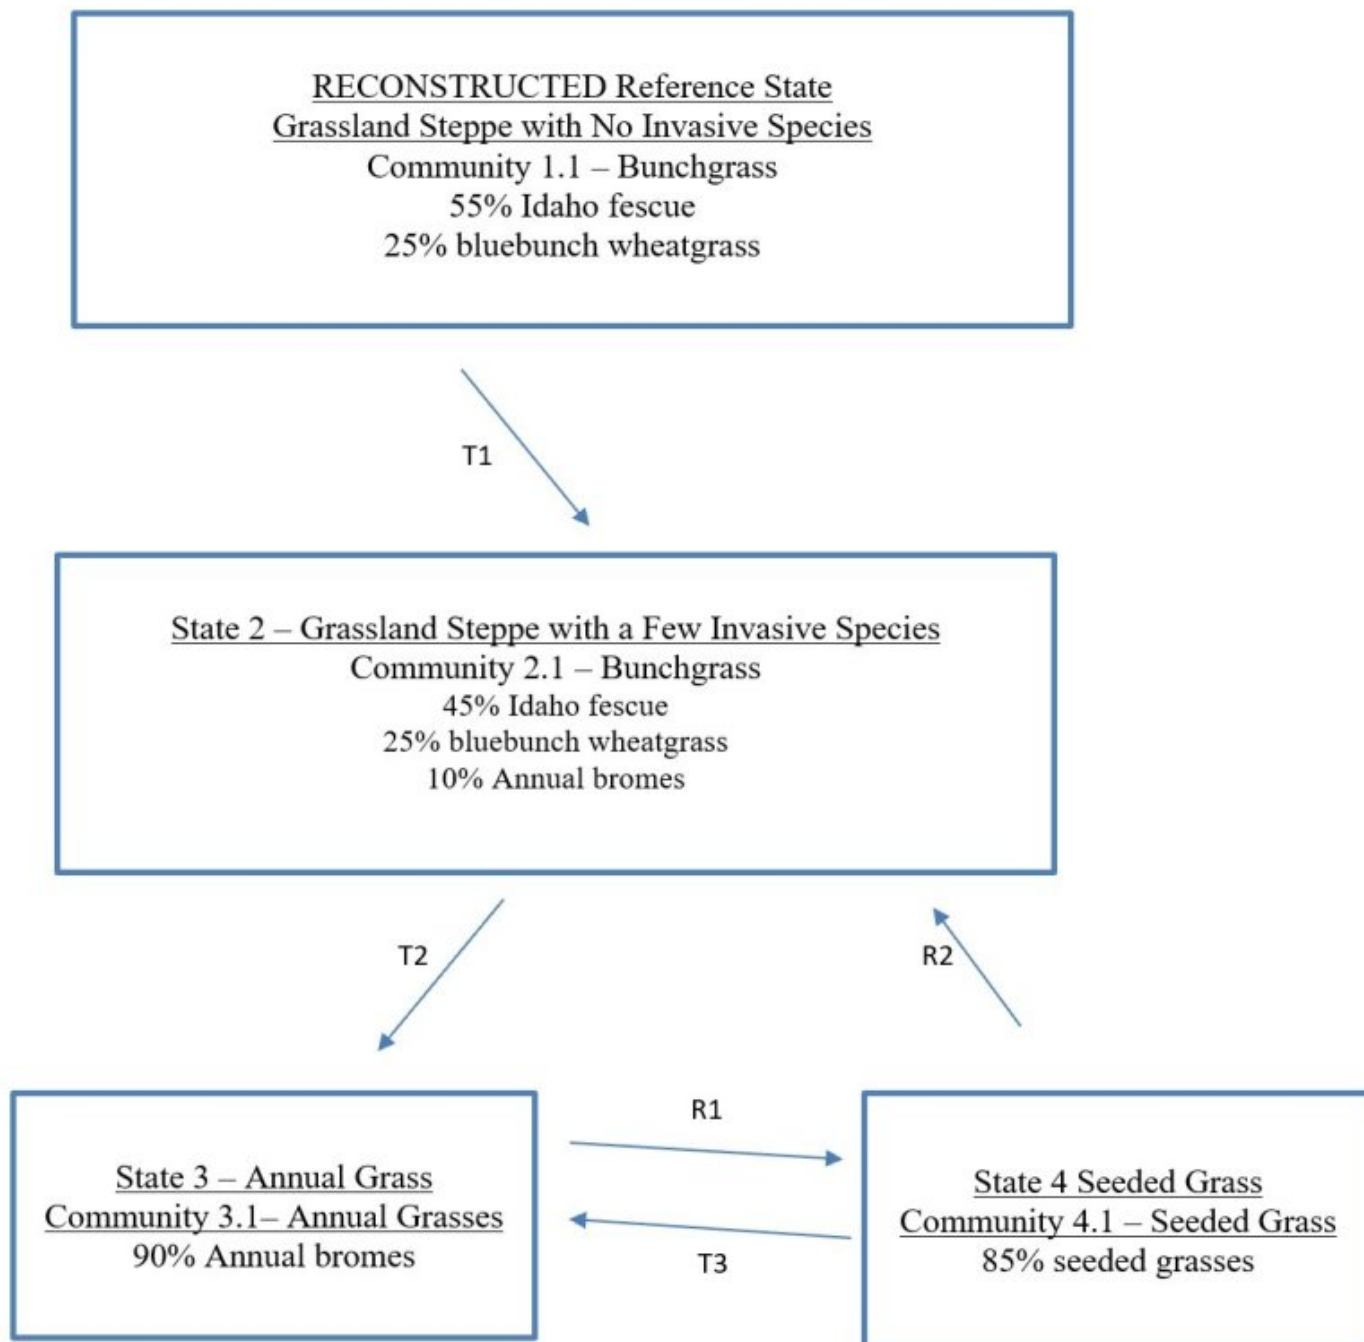 RECONSTRUCTED Reference State
Grassland Steppe with No Invasive Species
Community 1.1 – Bunchgrass
55% Idaho fescue
25% bluebunch wheatgrass
T1
State 2 – Grassland Steppe with a Few Invasive Species
Community 2.1 – Bunchgrass
45% Idaho fescue
25% bluebunch wheatgrass
10% Annual bromes
T2
R2
R1
State 3 – Annual Grass
Community 3.1– Annual Grasses
90% Annual bromes
State 4 Seeded Grass
Community 4.1 – Seeded Grass
85% seeded grasses
T3